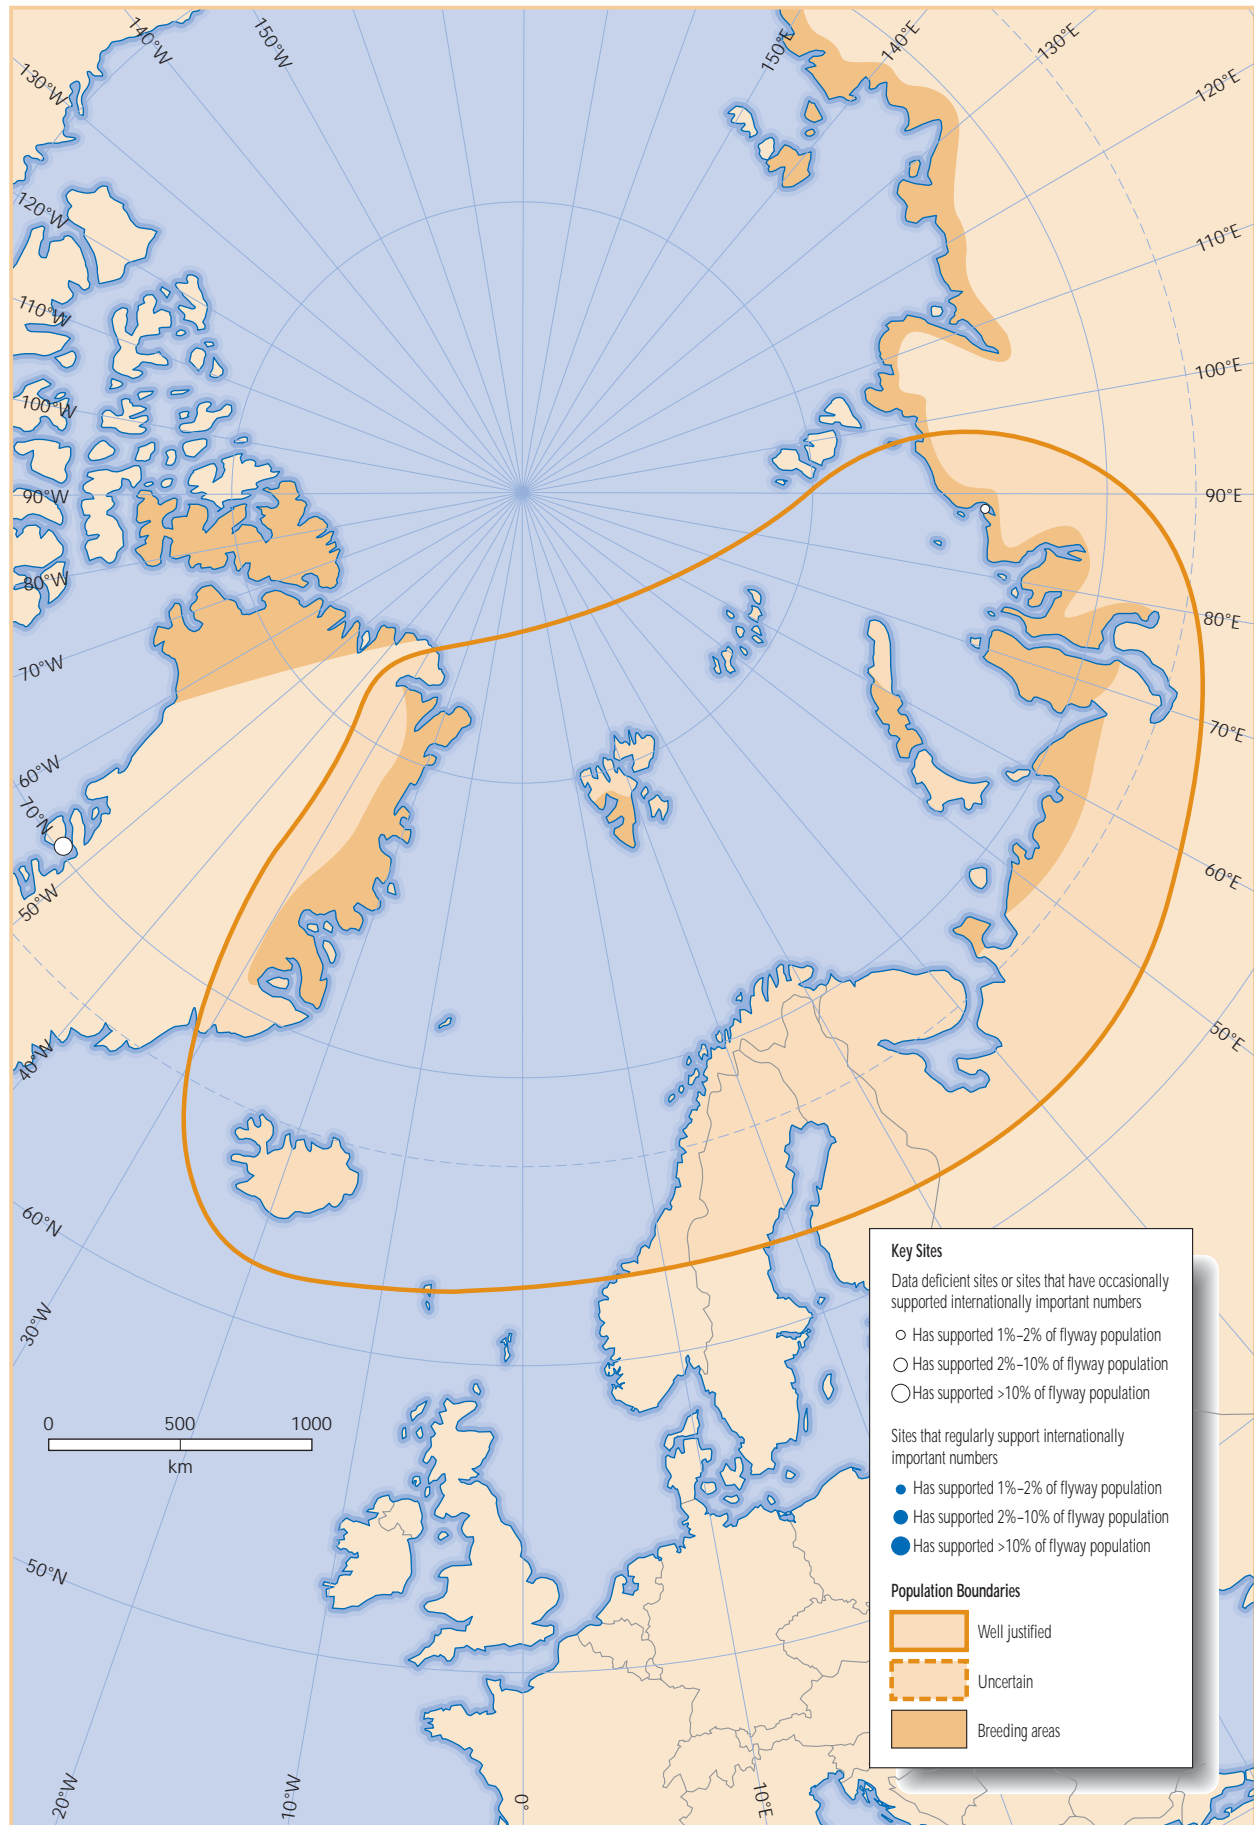 140°W
150°W
150°E
140°E
130°E
130°W
120°E
120°W
110°E
110°W
100°E
100°W
90°W
90°E
80°W
80°E
70°W
70°E
60°W
70°N
60°E
50°W
50°E
40°W
60°N
30°W
50°N
20°W
10°W
0°
10°E
0 500 1000
km
Key Sites
Data deficient sites or sites that have occasionally
supported internationally important numbers
Has supported 1%–2% of flyway population
Has supported 2%–10% of flyway population
Has supported >10% of flyway population
Sites that regularly support internationally
important numbers
Has supported 1%–2% of flyway population
Has supported 2%–10% of flyway population
Has supported >10% of flyway population
Population Boundaries
Well justified
Uncertain
Breeding areas